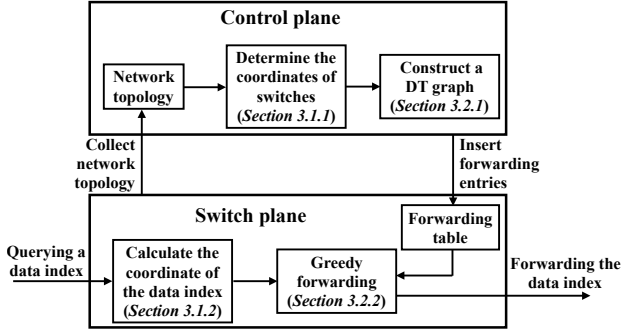 Control plane
Network
topology
Determine the
coordinates of
switches
(Section 3.1.1)
Construct a
DT graph
(Section 3.2.1)
Collect
network
topology
Insert
forwarding
entries
Switch plane
Forwarding
table
Querying a
data index
Calculate the
coordinate of
the data index
(Section 3.1.2)
Greedy
forwarding
(Section 3.2.2)
Forwarding the
data index